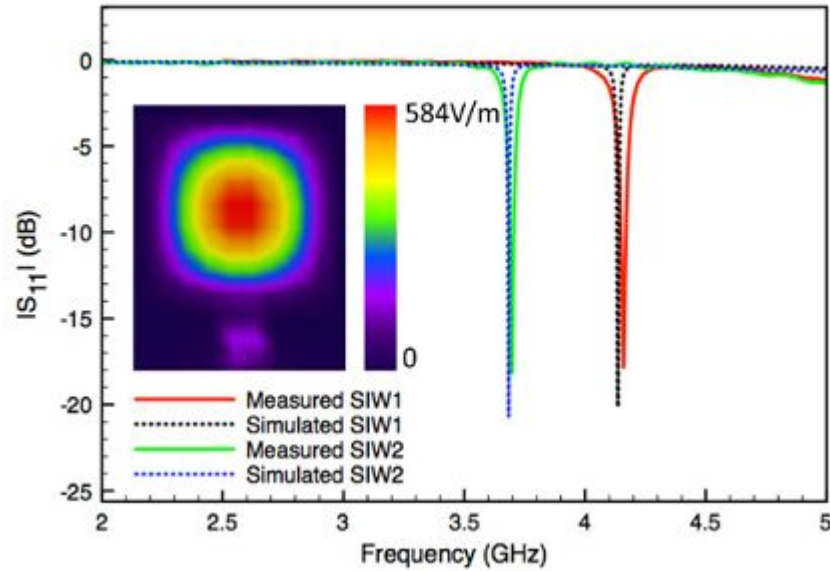 0
-5
-10
-15
-20
-25
|S11| (dB)
584V/m
0
Measured SIW1
Simulated SIW1
Measured SIW2
Simulated SIW2
2 2.5 3 3.5 4 4.5 5
Frequency (GHz)